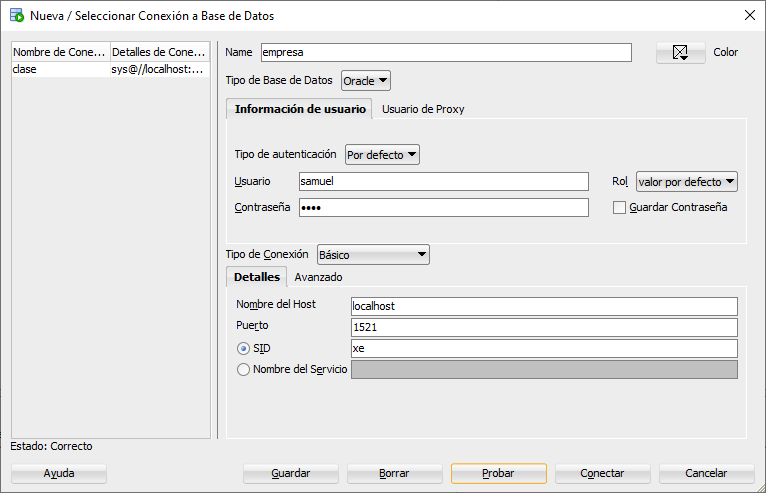 Nueva / Seleccionar Conexión a Base de Datos
Nombre de Cone... Detalles de Cone...
clase sys@//localhost:...
Name empresa Color
Tipo de Base de Datos Oracle
Información de usuario Usuario de Proxy
Tipo de autenticación Por defecto
Usuario samuel Rol valor por defecto
Contraseña •••• Guardar Contraseña
Tipo de Conexión Básico
Detalles Avanzado
Nombre del Host localhost
Puerto 1521
SID xe
Nombre del Servicio
Estado: Correcto
Ayuda Guardar Borrar Probar Conectar Cancelar